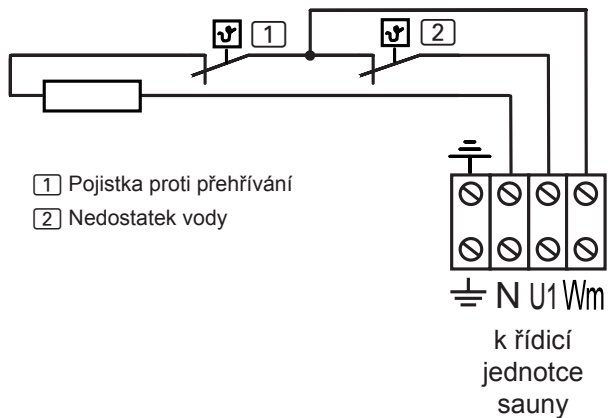 1
2
1 Pojistka proti přehřívání
2 Nedostatek vody
N U1 Wm
k řídicí
jednotce
sauny